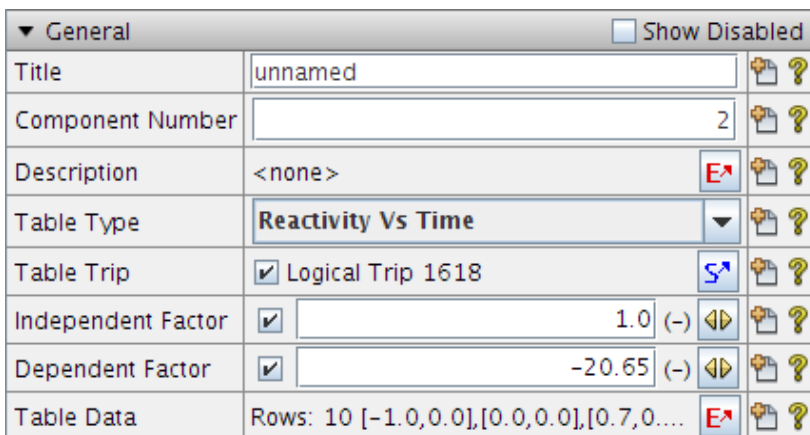 General Show Disabled
Title unnamed
Component Number 2
Description <none> E
Table Type Reactivity Vs Time
Table Trip Logical Trip 1618 S
Independent Factor 1.0 (-)
Dependent Factor -20.65 (-)
Table Data Rows: 10 [-1.0,0.0],[0.0,0.0],[0.7,0.... E